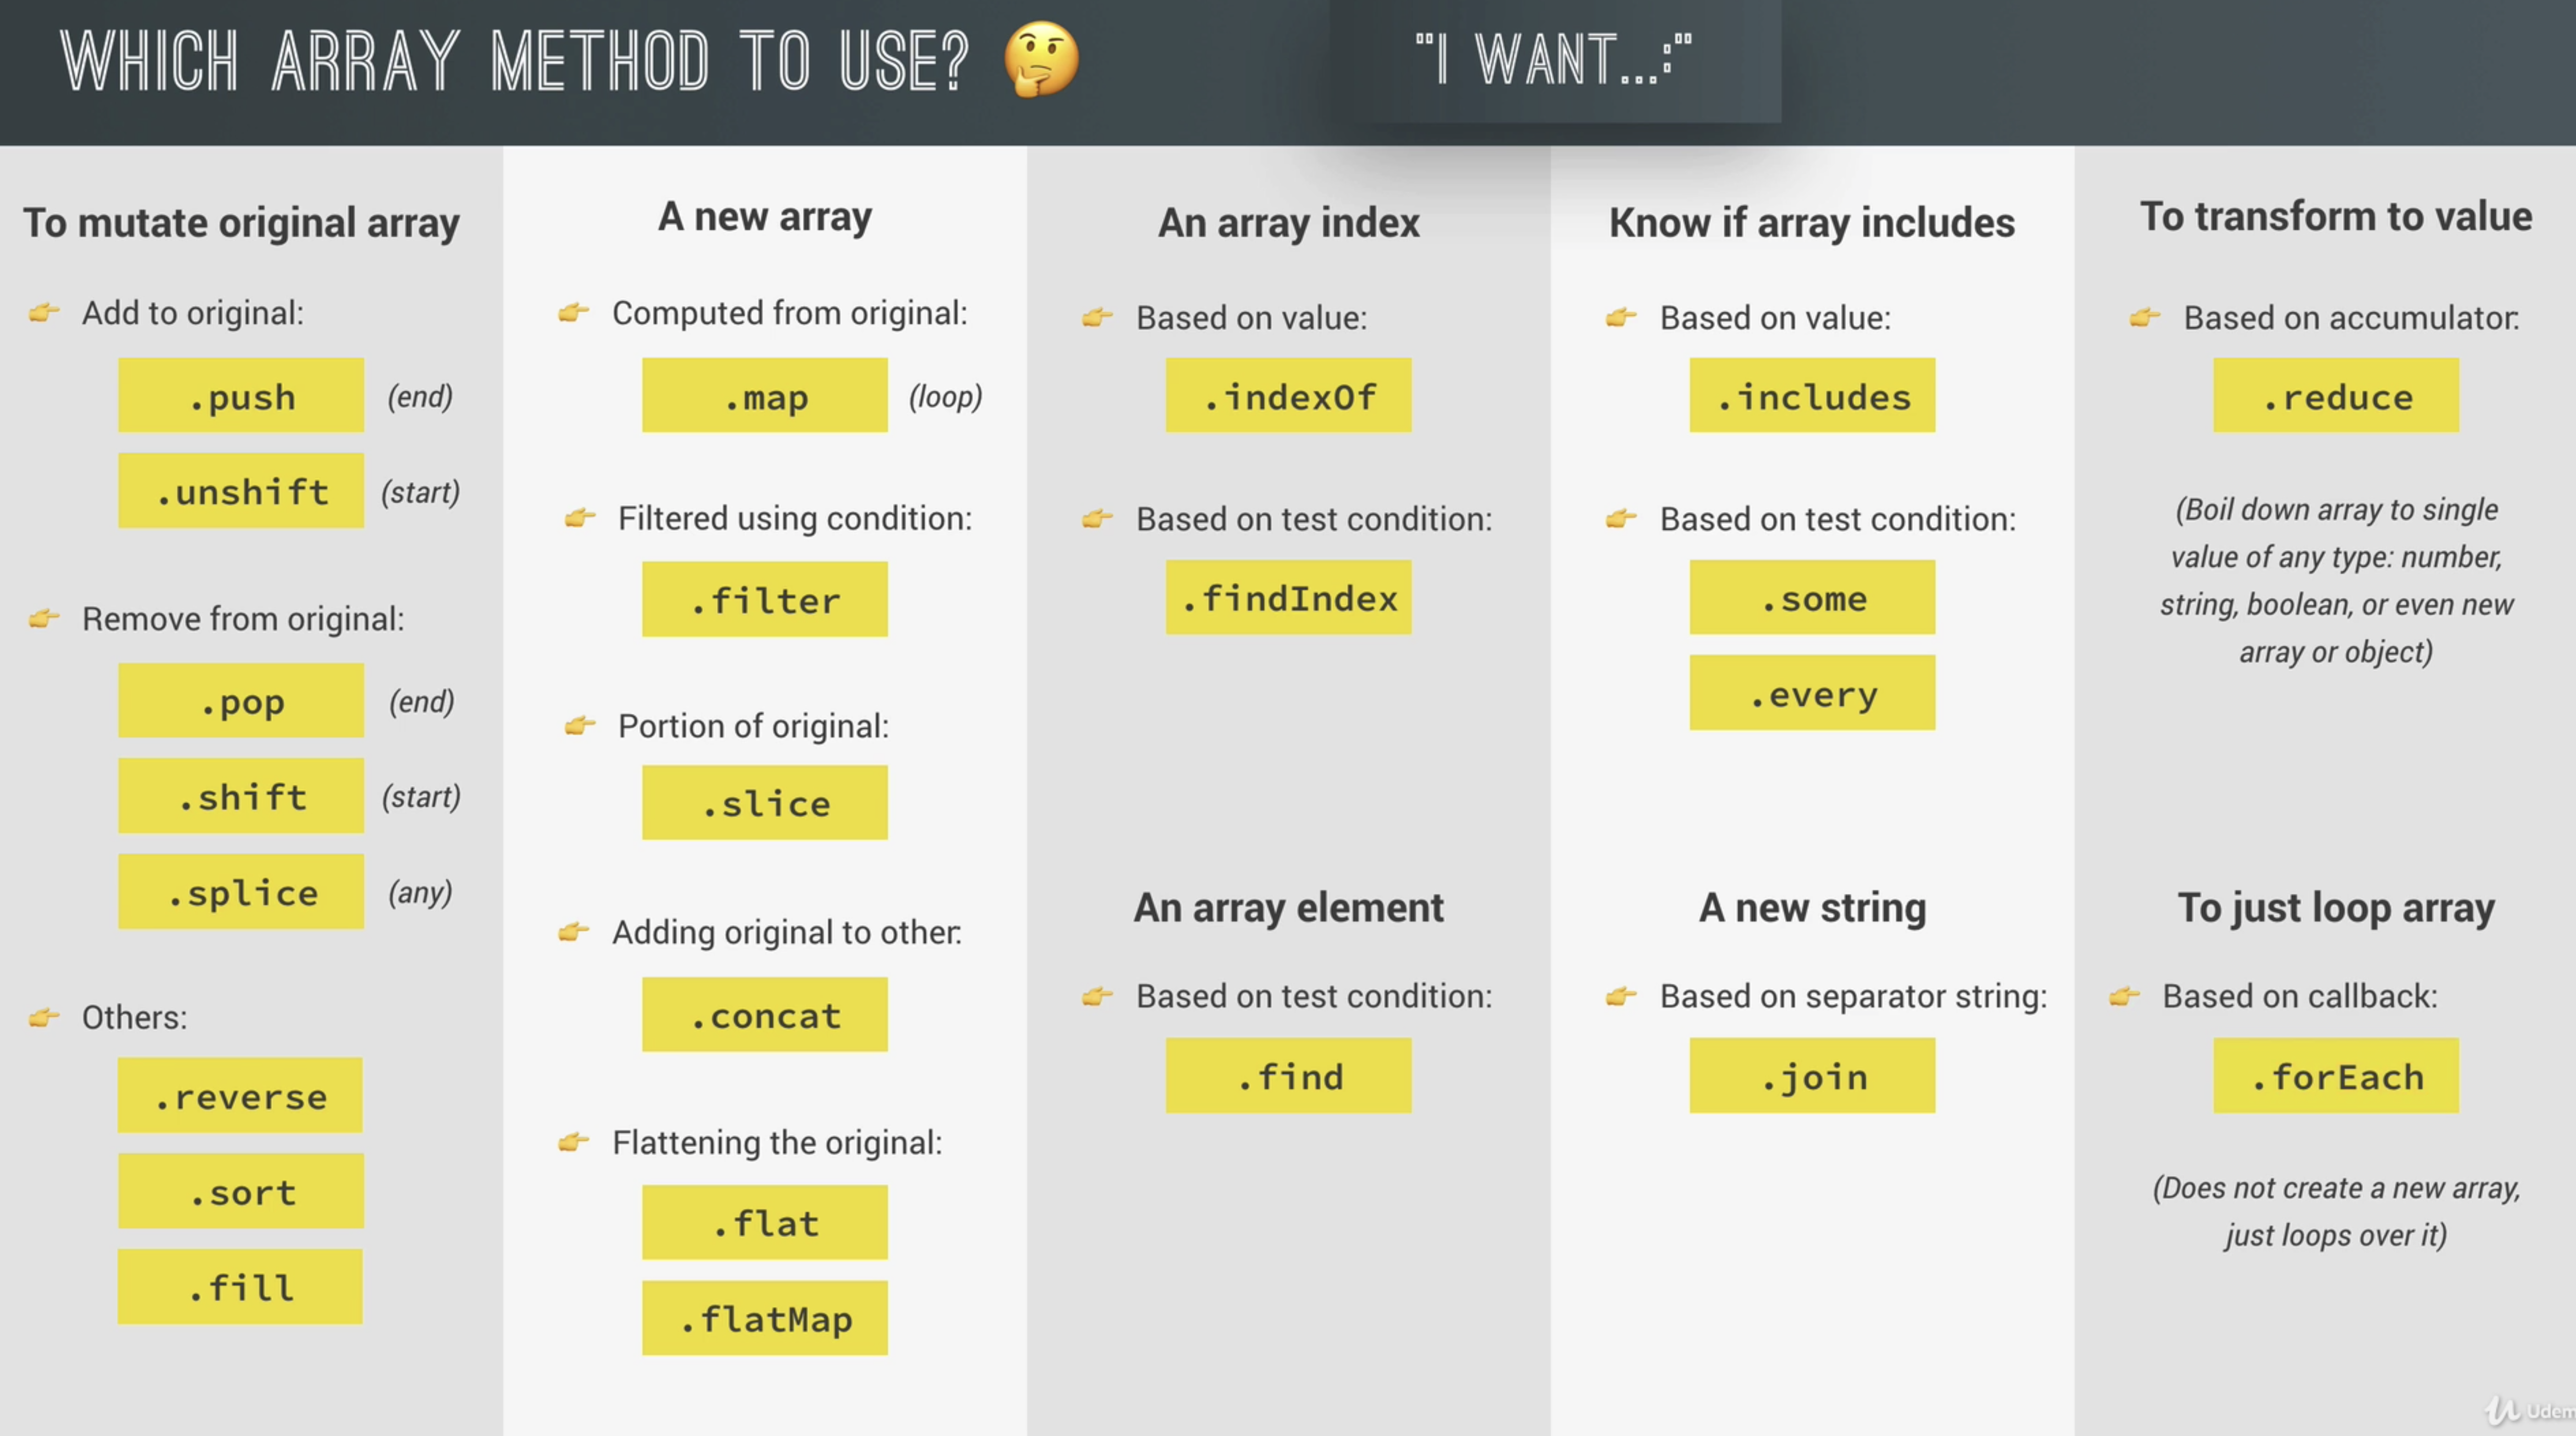 WHICH ARRAY METHOD TO USE? 🤔
"I WANT...:"
To mutate original array
👉 Add to original:
.push (end)
.unshift (start)
👉 Remove from original:
.pop (end)
.shift (start)
.splice (any)
👉 Others:
.reverse
.sort
.fill
A new array
👉 Computed from original:
.map (loop)
👉 Filtered using condition:
.filter
👉 Portion of original:
.slice
👉 Adding original to other:
.concat
👉 Flattening the original:
.flat
.flatMap
An array index
👉 Based on value:
.indexOf
👉 Based on test condition:
.findIndex
An array element
👉 Based on test condition:
.find
Know if array includes
👉 Based on value:
.includes
👉 Based on test condition:
.some
.every
A new string
👉 Based on separator string:
.join
To transform to value
👉 Based on accumulator:
.reduce
(Boil down array to single
value of any type: number,
string, boolean, or even new
array or object)
To just loop array
👉 Based on callback:
.forEach
(Does not create a new array,
just loops over it)
Udem